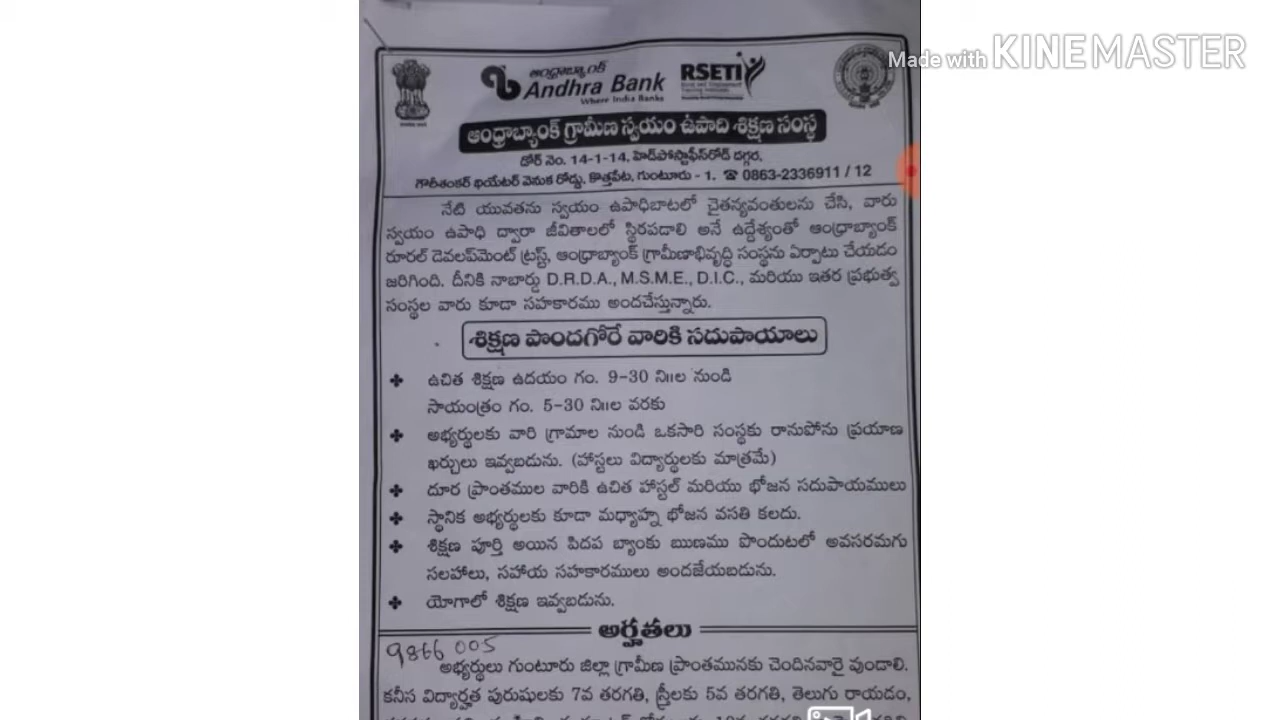 Made with KINEMASTER
ఆంధ్రాబ్యాంక్
Andhra Bank
Where India Banks
RSETI
ఆంధ్రాబ్యాంక్ గ్రామీణ స్వయం ఉపాధి శిక్షణ సంస్థ
డోర్ నెం. 14-1-14, హెడ్‌పోస్టాఫీస్‌రోడ్ దగ్గర,
గౌరీశంకర్ థియేటర్ వెనుక రోడ్డు, కొత్తపేట, గుంటూరు - 1. ☎ 0863-2336911 / 12
నేటి యువతను స్వయం ఉపాధిబాటలో చైతన్యవంతులను చేసి, వారు
స్వయం ఉపాధి ద్వారా జీవితాలలో స్థిరపడాలి అనే ఉద్దేశ్యంతో ఆంధ్రాబ్యాంక్
రూరల్ డెవలప్‌మెంట్ ట్రస్ట్, ఆంధ్రాబ్యాంక్ గ్రామీణాభివృద్ధి సంస్థను ఏర్పాటు చేయడం
జరిగింది. దీనికి నాబార్డు D.R.D.A., M.S.M.E., D.I.C., మరియు ఇతర ప్రభుత్వ
సంస్థల వారు కూడా సహకారము అందచేస్తున్నారు.
శిక్షణ పొందగోరే వారికి సదుపాయాలు
✤ ఉచిత శిక్షణ ఉదయం గం. 9-30 ని॥ల నుండి
సాయంత్రం గం. 5-30 ని॥ల వరకు
✤ అభ్యర్థులకు వారి గ్రామాల నుండి ఒకసారి సంస్థకు రానుపోను ప్రయాణ
ఖర్చులు ఇవ్వబడును. (హాస్టలు విద్యార్థులకు మాత్రమే)
✤ దూర ప్రాంతముల వారికి ఉచిత హాస్టల్ మరియు భోజన సదుపాయములు
✤ స్థానిక అభ్యర్థులకు కూడా మధ్యాహ్న భోజన వసతి కలదు.
✤ శిక్షణ పూర్తి అయిన పిదప బ్యాంకు ఋణము పొందుటలో అవసరమగు
సలహాలు, సహాయ సహకారములు అందజేయబడును.
✤ యోగాలో శిక్షణ ఇవ్వబడును.
అర్హతలు
9866 005
అభ్యర్థులు గుంటూరు జిల్లా గ్రామీణ ప్రాంతమునకు చెందినవారై వుండాలి.
కనీస విద్యార్హత పురుషులకు 7వ తరగతి, స్త్రీలకు 5వ తరగతి, తెలుగు రాయడం,